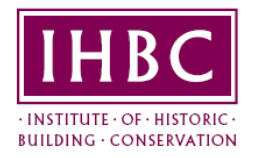 IHBC
· INSTITUTE · OF · HISTORIC ·
BUILDING · CONSERVATION